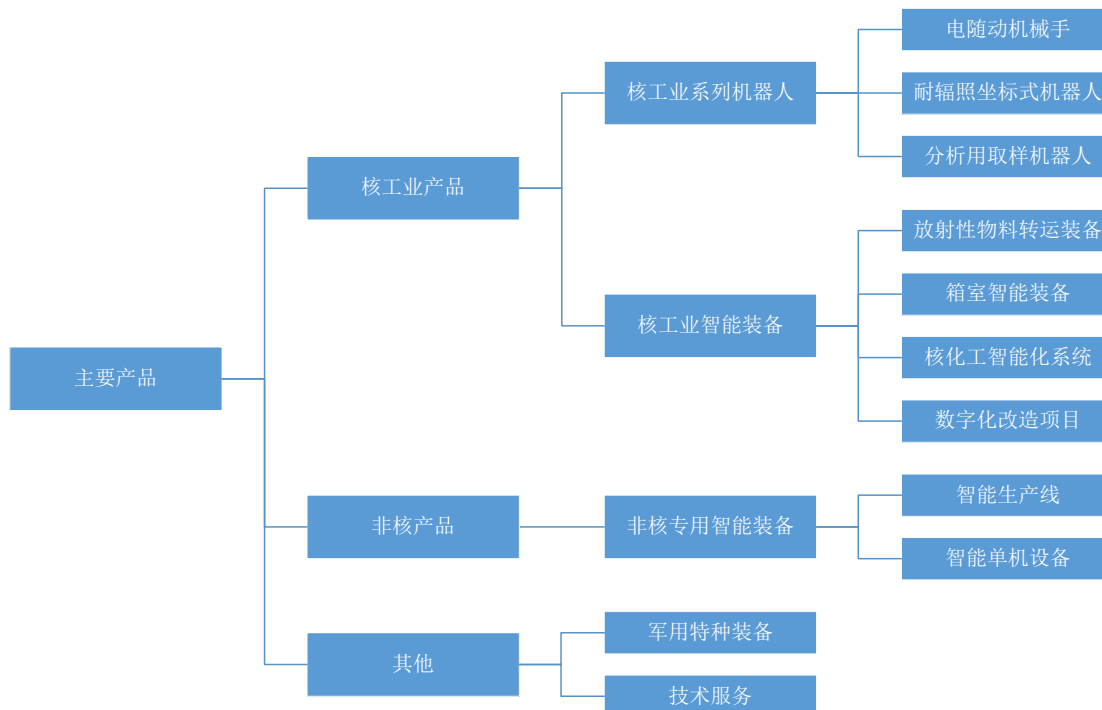 主要产品
核工业产品
核工业系列机器人
电随动机械手
耐辐照坐标式机器人
分析用取样机器人
核工业智能装备
放射性物料转运装备
箱室智能装备
核化工智能化系统
数字化改造项目
非核产品
非核专用智能装备
智能生产线
智能单机设备
其他
军用特种装备
技术服务